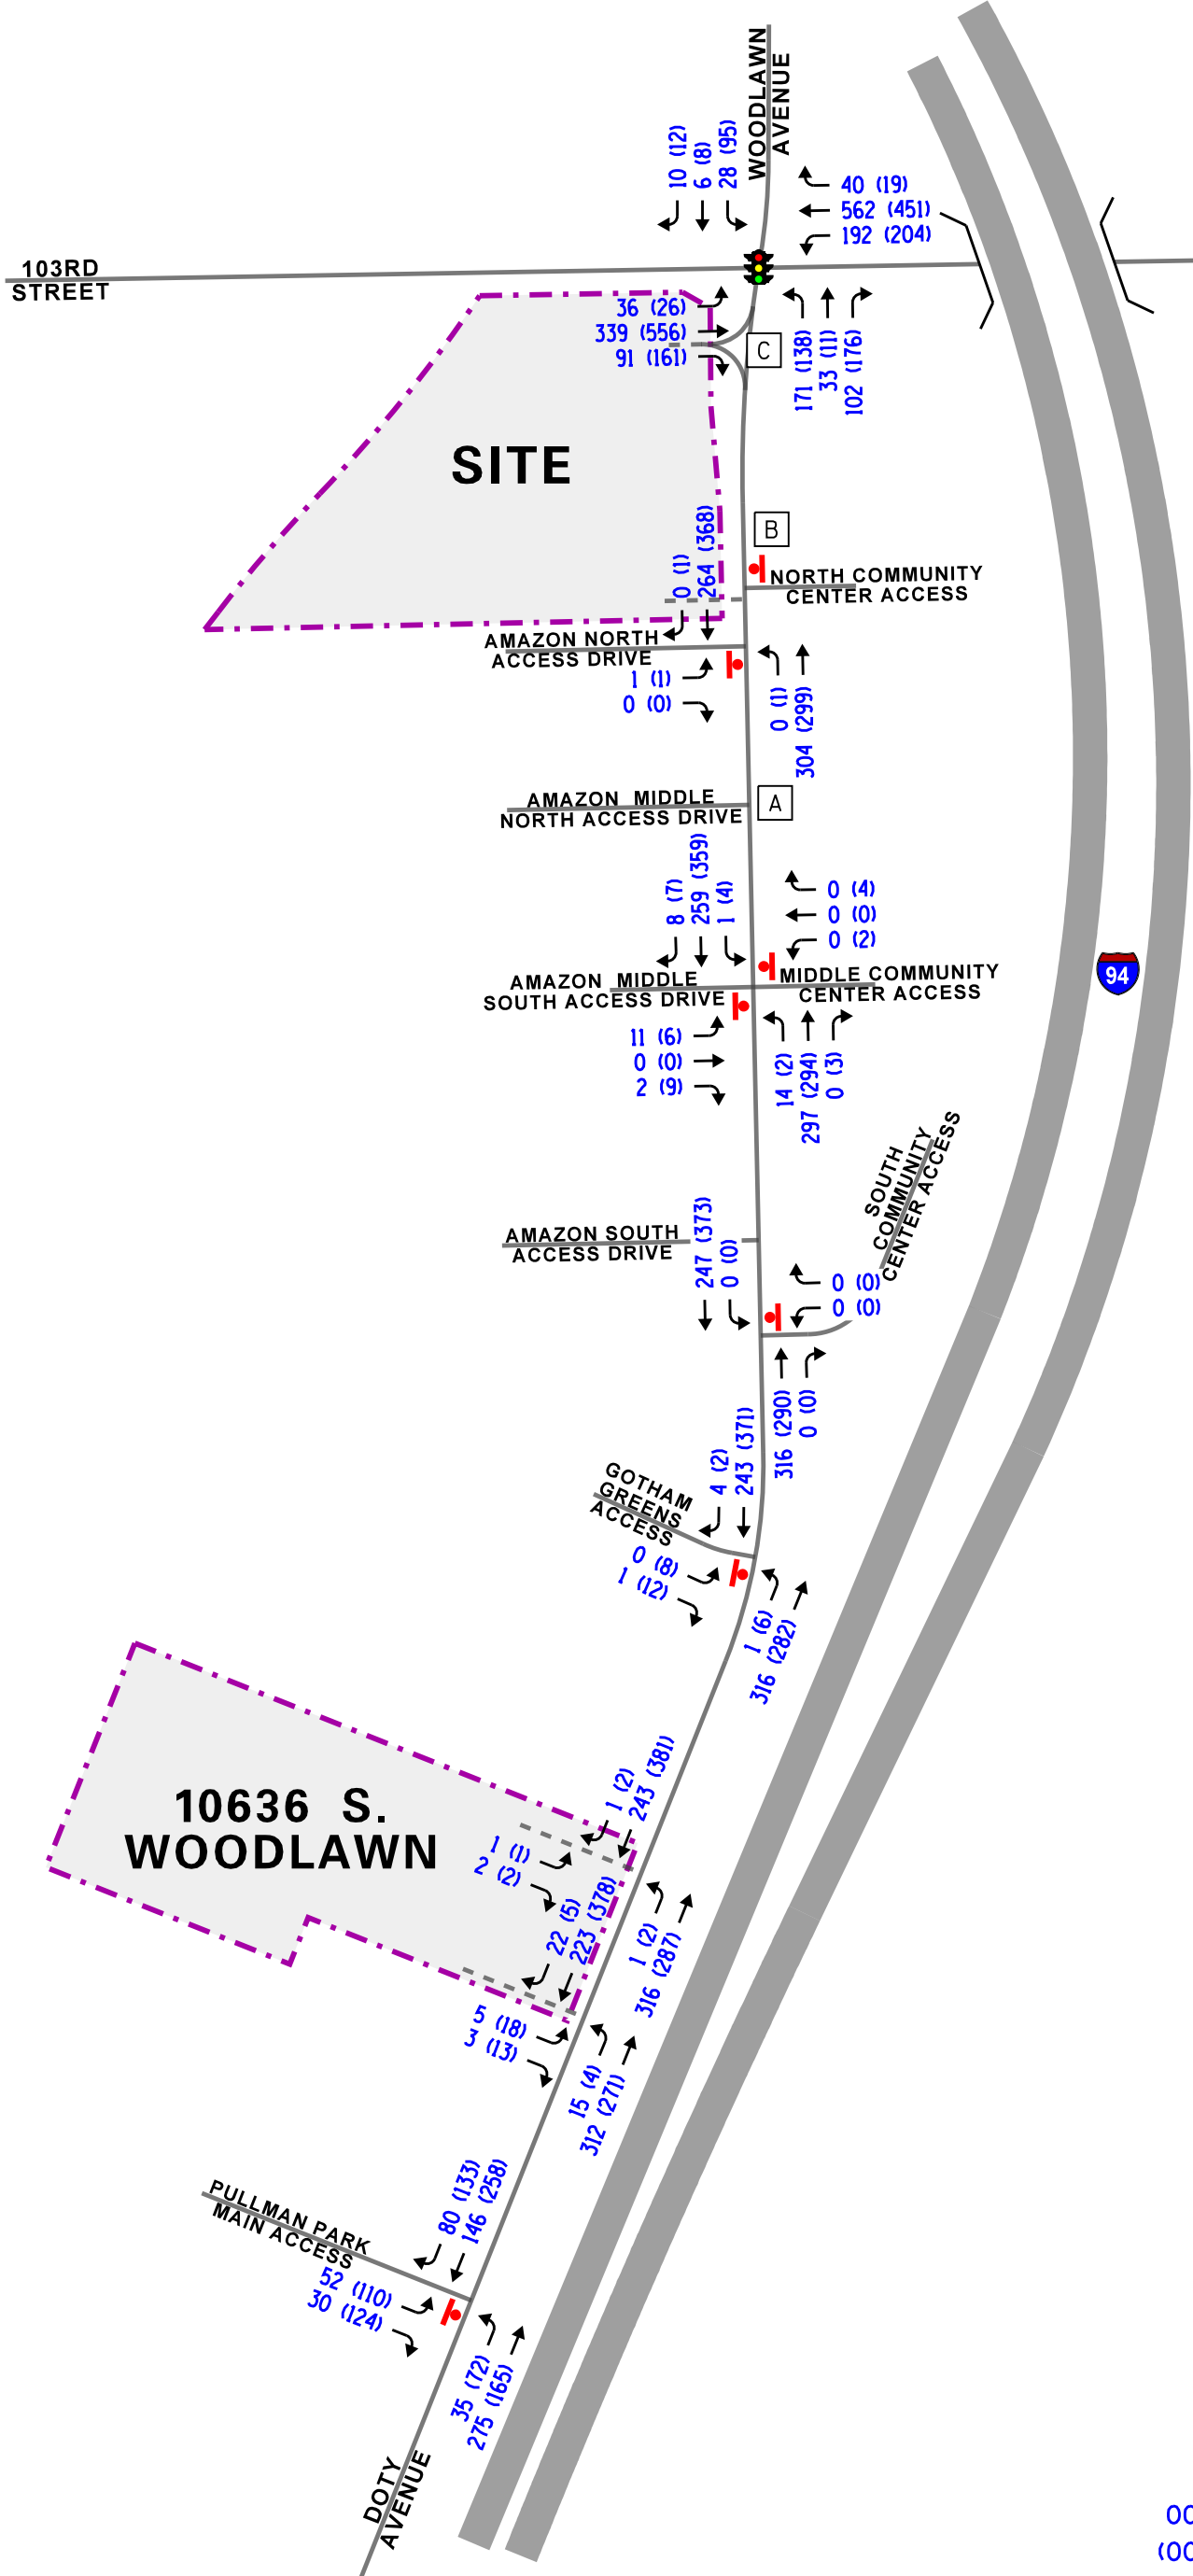 WOODLAWN
AVENUE
10 (12)
6 (8)
28 (95)
40 (19)
562 (451)
192 (204)
103RD
STREET
36 (26)
339 (556)
91 (161)
C
171 (138)
33 (11)
102 (176)
SITE
B
0 (1)
264 (368)
NORTH COMMUNITY
CENTER ACCESS
AMAZON NORTH
ACCESS DRIVE
1 (1)
0 (0)
0 (1)
304 (299)
AMAZON MIDDLE
NORTH ACCESS DRIVE
A
8 (7)
259 (359)
1 (4)
0 (4)
0 (0)
0 (2)
94
AMAZON MIDDLE
SOUTH ACCESS DRIVE
MIDDLE COMMUNITY
CENTER ACCESS
11 (6)
0 (0)
2 (9)
14 (2)
297 (294)
0 (3)
SOUTH
COMMUNITY
CENTER ACCESS
AMAZON SOUTH
ACCESS DRIVE
247 (373)
0 (0)
0 (0)
0 (0)
316 (290)
0 (0)
4 (2)
243 (371)
GOTHAM
GREENS
ACCESS
0 (8)
1 (12)
1 (6)
316 (282)
1 (2)
243 (381)
10636 S.
WOODLAWN
1 (1)
2 (2)
22 (5)
223 (378)
1 (2)
316 (287)
5 (18)
3 (13)
15 (4)
312 (271)
80 (133)
146 (258)
PULLMAN PARK
MAIN ACCESS
52 (110)
30 (124)
35 (72)
275 (165)
DOTY
AVENUE
00
(00